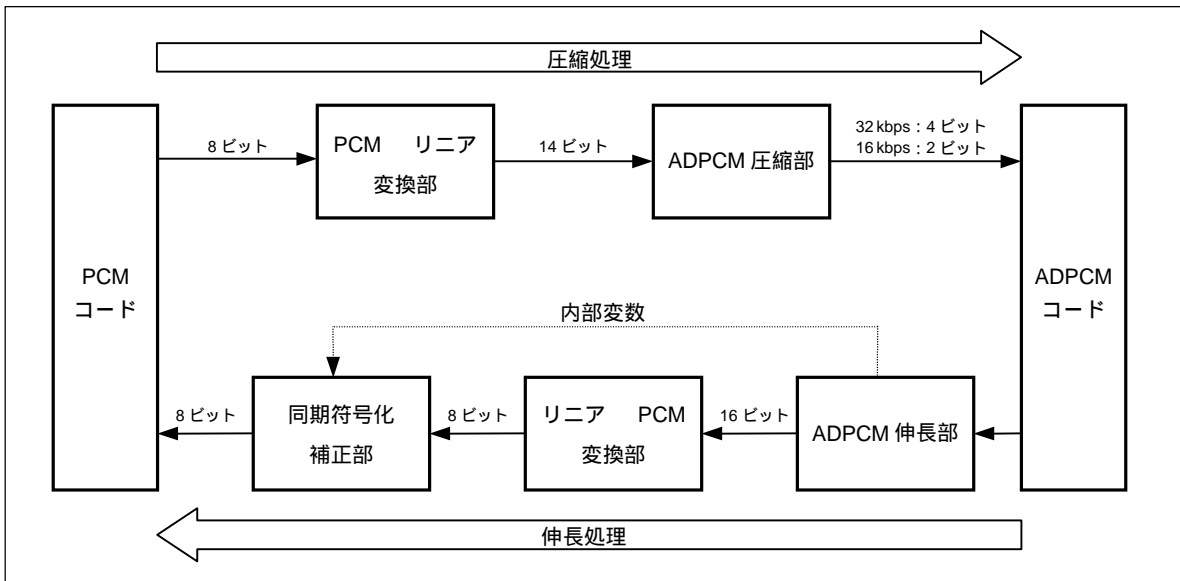 圧縮処理
8 ビット
PCM リニア
変換部
14 ビット
ADPCM 圧縮部
32 kbps : 4 ビット
16 kbps : 2 ビット
PCM
コード
ADPCM
コード
内部変数
8 ビット
同期符号化
補正部
8 ビット
リニア PCM
変換部
16 ビット
ADPCM 伸長部
伸長処理